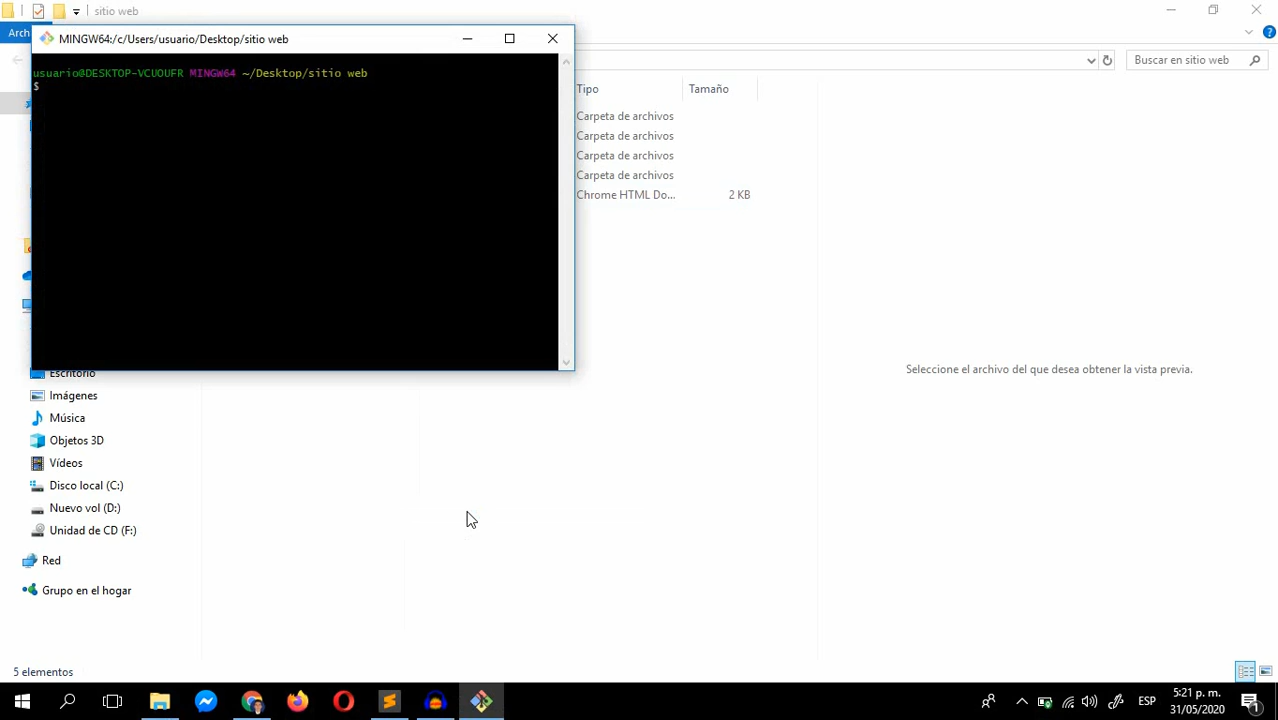 sitio web
Arch
MINGW64:/c/Users/usuario/Desktop/sitio web
usuario@DESKTOP-VCUOUFR MINGW64 ~/Desktop/sitio web
$
Buscar en sitio web
Tipo
Tamaño
Carpeta de archivos
Carpeta de archivos
Carpeta de archivos
Carpeta de archivos
Chrome HTML Do...
2 KB
Escritorio
Imágenes
Música
Objetos 3D
Vídeos
Disco local (C:)
Nuevo vol (D:)
Unidad de CD (F:)
Red
Grupo en el hogar
Seleccione el archivo del que desea obtener la vista previa.
5 elementos
ESP
5:21 p. m.
31/05/2020
1